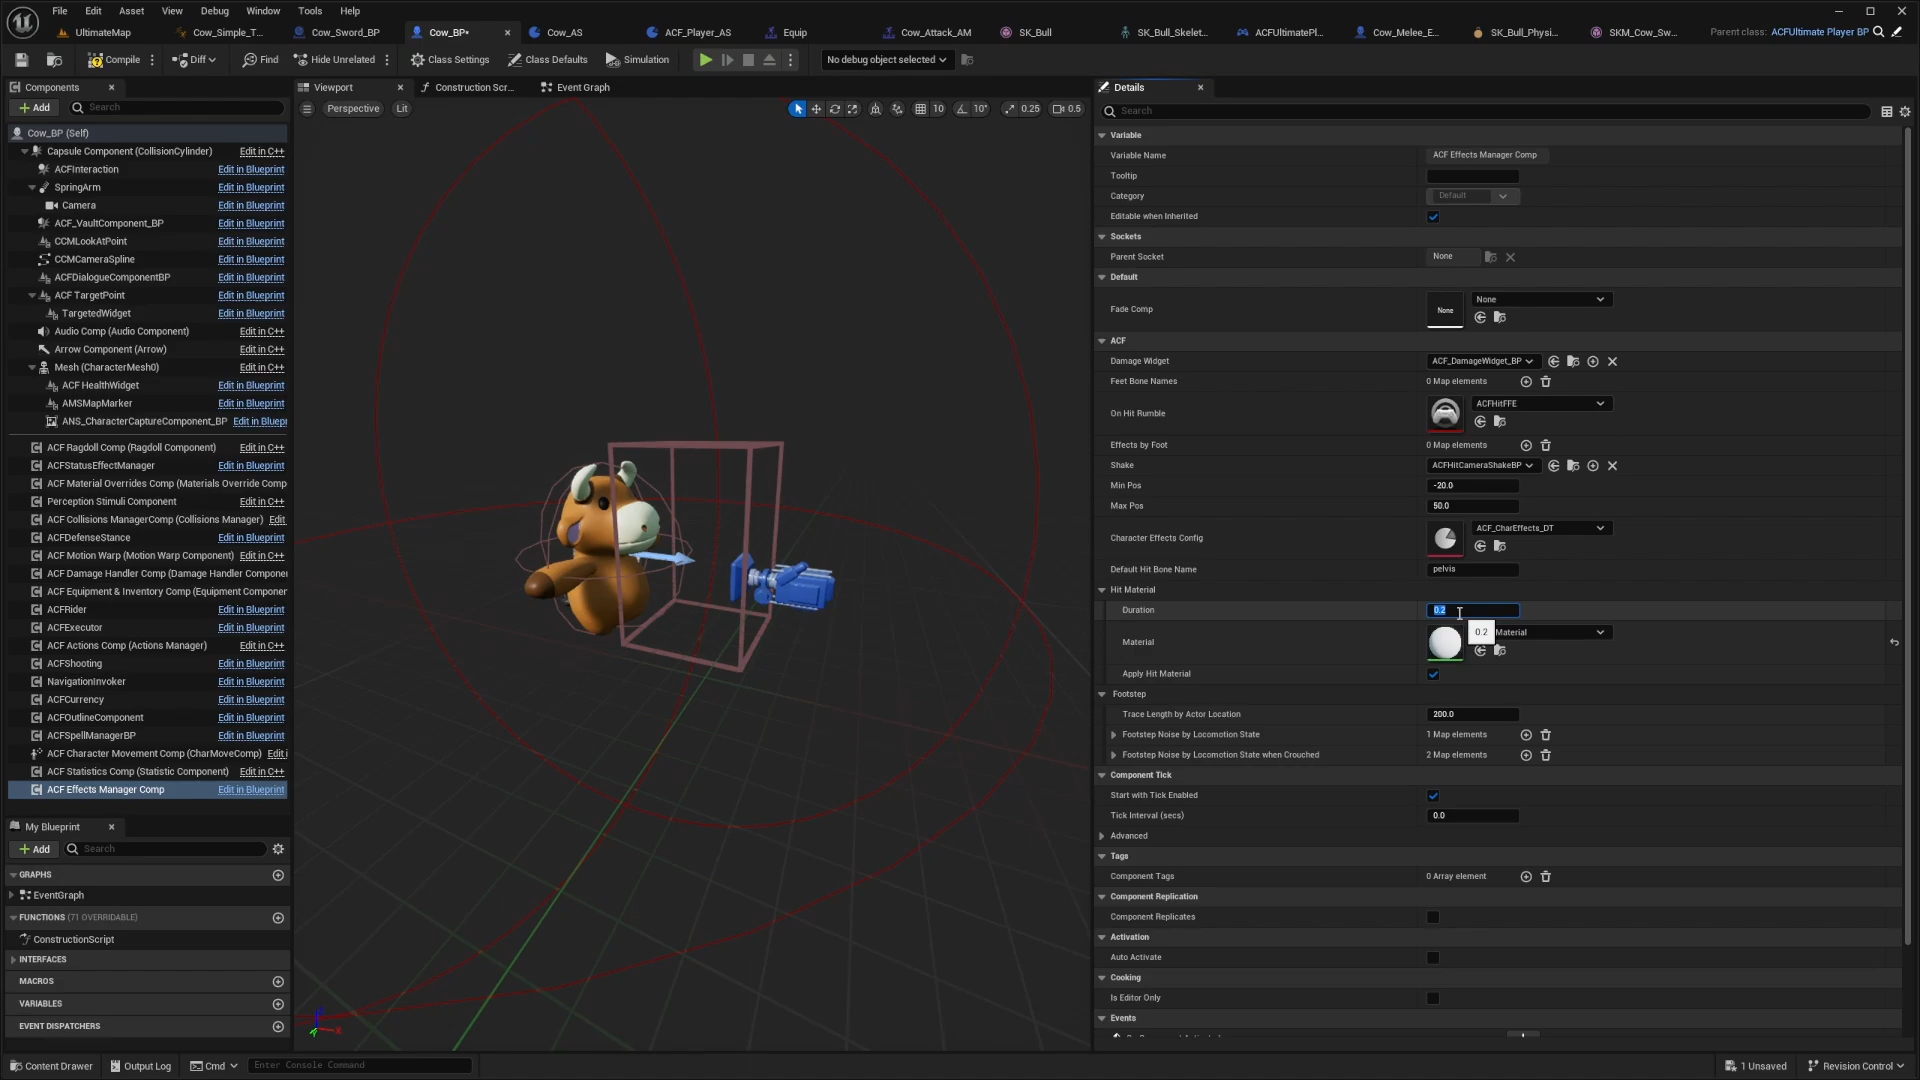 File Edit Asset View Debug Window Tools Help
UltimateMap Cow_Simple_T... Cow_Sword_BP Cow_BP* Cow_AS ACF_Player_AS Equip Cow_Attack_AM SK_Bull SK_Bull_Skelet... ACFUltimatePl... Cow_Melee_E... SK_Bull_Physi... SKM_Cow_Sw... Parent class: ACFUltimate Player BP
Compile Diff Find Hide Unrelated Class Settings Class Defaults Simulation No debug object selected
Components Viewport Construction Scr... Event Graph Details
Add Search Perspective Lit 10 10° 0.25 0.5 Search
Cow_BP (Self)
Capsule Component (CollisionCylinder) Edit in C++
ACFInteraction Edit in Blueprint
SpringArm Edit in Blueprint
Camera Edit in Blueprint
ACF_VaultComponent_BP Edit in Blueprint
CCMLookAtPoint Edit in Blueprint
CCMCameraSpline Edit in Blueprint
ACFDialogueComponentBP Edit in Blueprint
ACF TargetPoint Edit in Blueprint
TargetedWidget Edit in Blueprint
Audio Comp (Audio Component) Edit in C++
Arrow Component (Arrow) Edit in C++
Mesh (CharacterMesh0) Edit in C++
ACF HealthWidget Edit in Blueprint
AMSMapMarker Edit in Blueprint
ANS_CharacterCaptureComponent_BP Edit in Bluepr
ACF Ragdoll Comp (Ragdoll Component) Edit in C++
ACFStatusEffectManager Edit in Blueprint
ACF Material Overrides Comp (Materials Override Comp
Perception Stimuli Component Edit in C++
ACF Collisions ManagerComp (Collisions Manager) Edit
ACFDefenseStance Edit in Blueprint
ACF Motion Warp (Motion Warp Component) Edit in C++
ACF Damage Handler Comp (Damage Handler Componer
ACF Equipment & Inventory Comp (Equipment Componer
ACFRider Edit in Blueprint
ACFExecutor Edit in Blueprint
ACF Actions Comp (Actions Manager) Edit in C++
ACFShooting Edit in Blueprint
NavigationInvoker Edit in Blueprint
ACFCurrency Edit in Blueprint
ACFOutlineComponent Edit in Blueprint
ACFSpellManagerBP Edit in Blueprint
ACF Character Movement Comp (CharMoveComp) Edit i
ACF Statistics Comp (Statistic Component) Edit in C++
ACF Effects Manager Comp Edit in Blueprint
My Blueprint
Add Search
GRAPHS
EventGraph
FUNCTIONS (71 OVERRIDABLE)
ConstructionScript
INTERFACES
MACROS
VARIABLES
EVENT DISPATCHERS
Variable
Variable Name ACF Effects Manager Comp
Tooltip
Category Default
Editable when Inherited
Sockets
Parent Socket None
Default
Fade Comp None None
ACF
Damage Widget ACF_DamageWidget_BP
Feet Bone Names 0 Map elements
On Hit Rumble ACFHitFFE
Effects by Foot 0 Map elements
Shake ACFHitCameraShakeBP
Min Pos -20.0
Max Pos 50.0
Character Effects Config ACF_CharEffects_DT
Default Hit Bone Name pelvis
Hit Material
Duration 0.2
Material 0.2 Material
Apply Hit Material
Footstep
Trace Length by Actor Location 200.0
Footstep Noise by Locomotion State 1 Map elements
Footstep Noise by Locomotion State when Crouched 2 Map elements
Component Tick
Start with Tick Enabled
Tick Interval (secs) 0.0
Advanced
Tags
Component Tags 0 Array element
Component Replication
Component Replicates
Activation
Auto Activate
Cooking
Is Editor Only
Events
Content Drawer Output Log Cmd Enter Console Command 1 Unsaved Revision Control